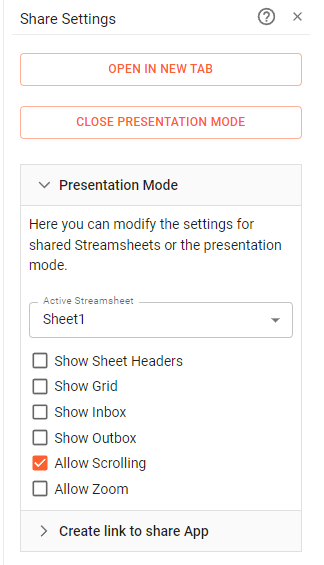 Share Settings
OPEN IN NEW TAB
CLOSE PRESENTATION MODE
Presentation Mode
Here you can modify the settings for
shared Streamsheets or the presentation
mode.
Active Streamsheet
Sheet1
Show Sheet Headers
Show Grid
Show Inbox
Show Outbox
Allow Scrolling
Allow Zoom
Create link to share App